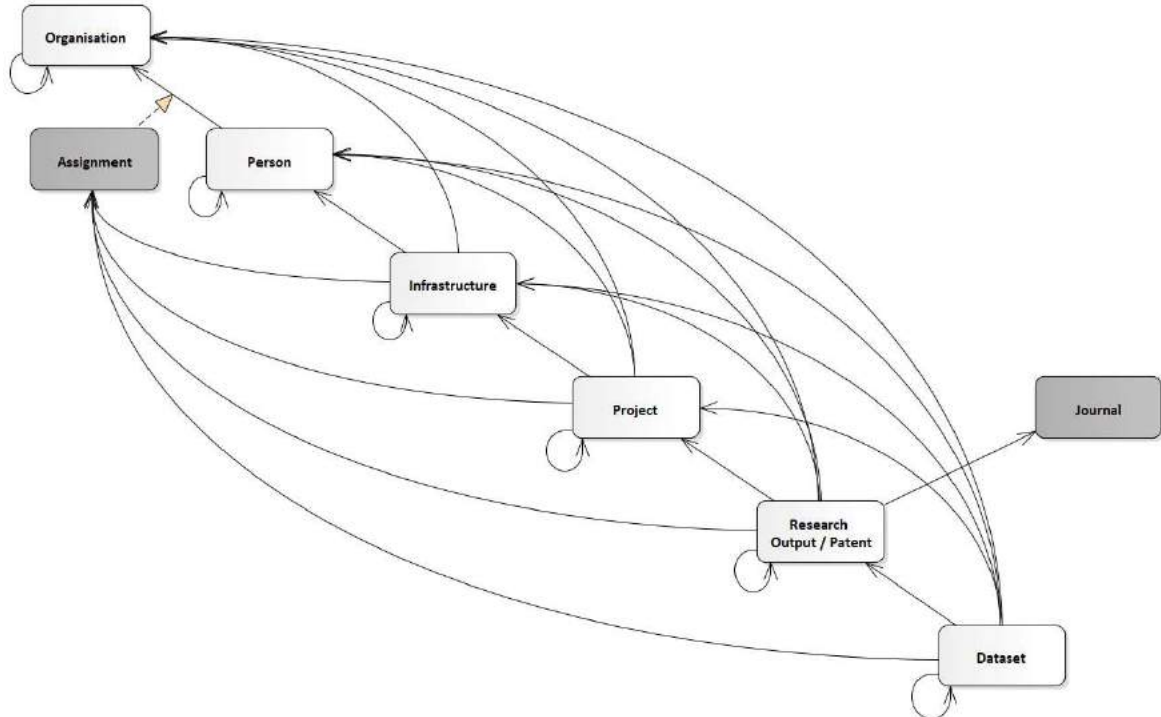 Organisation
Assignment
Person
Infrastructure
Project
Journal
Research
Output / Patent
Dataset